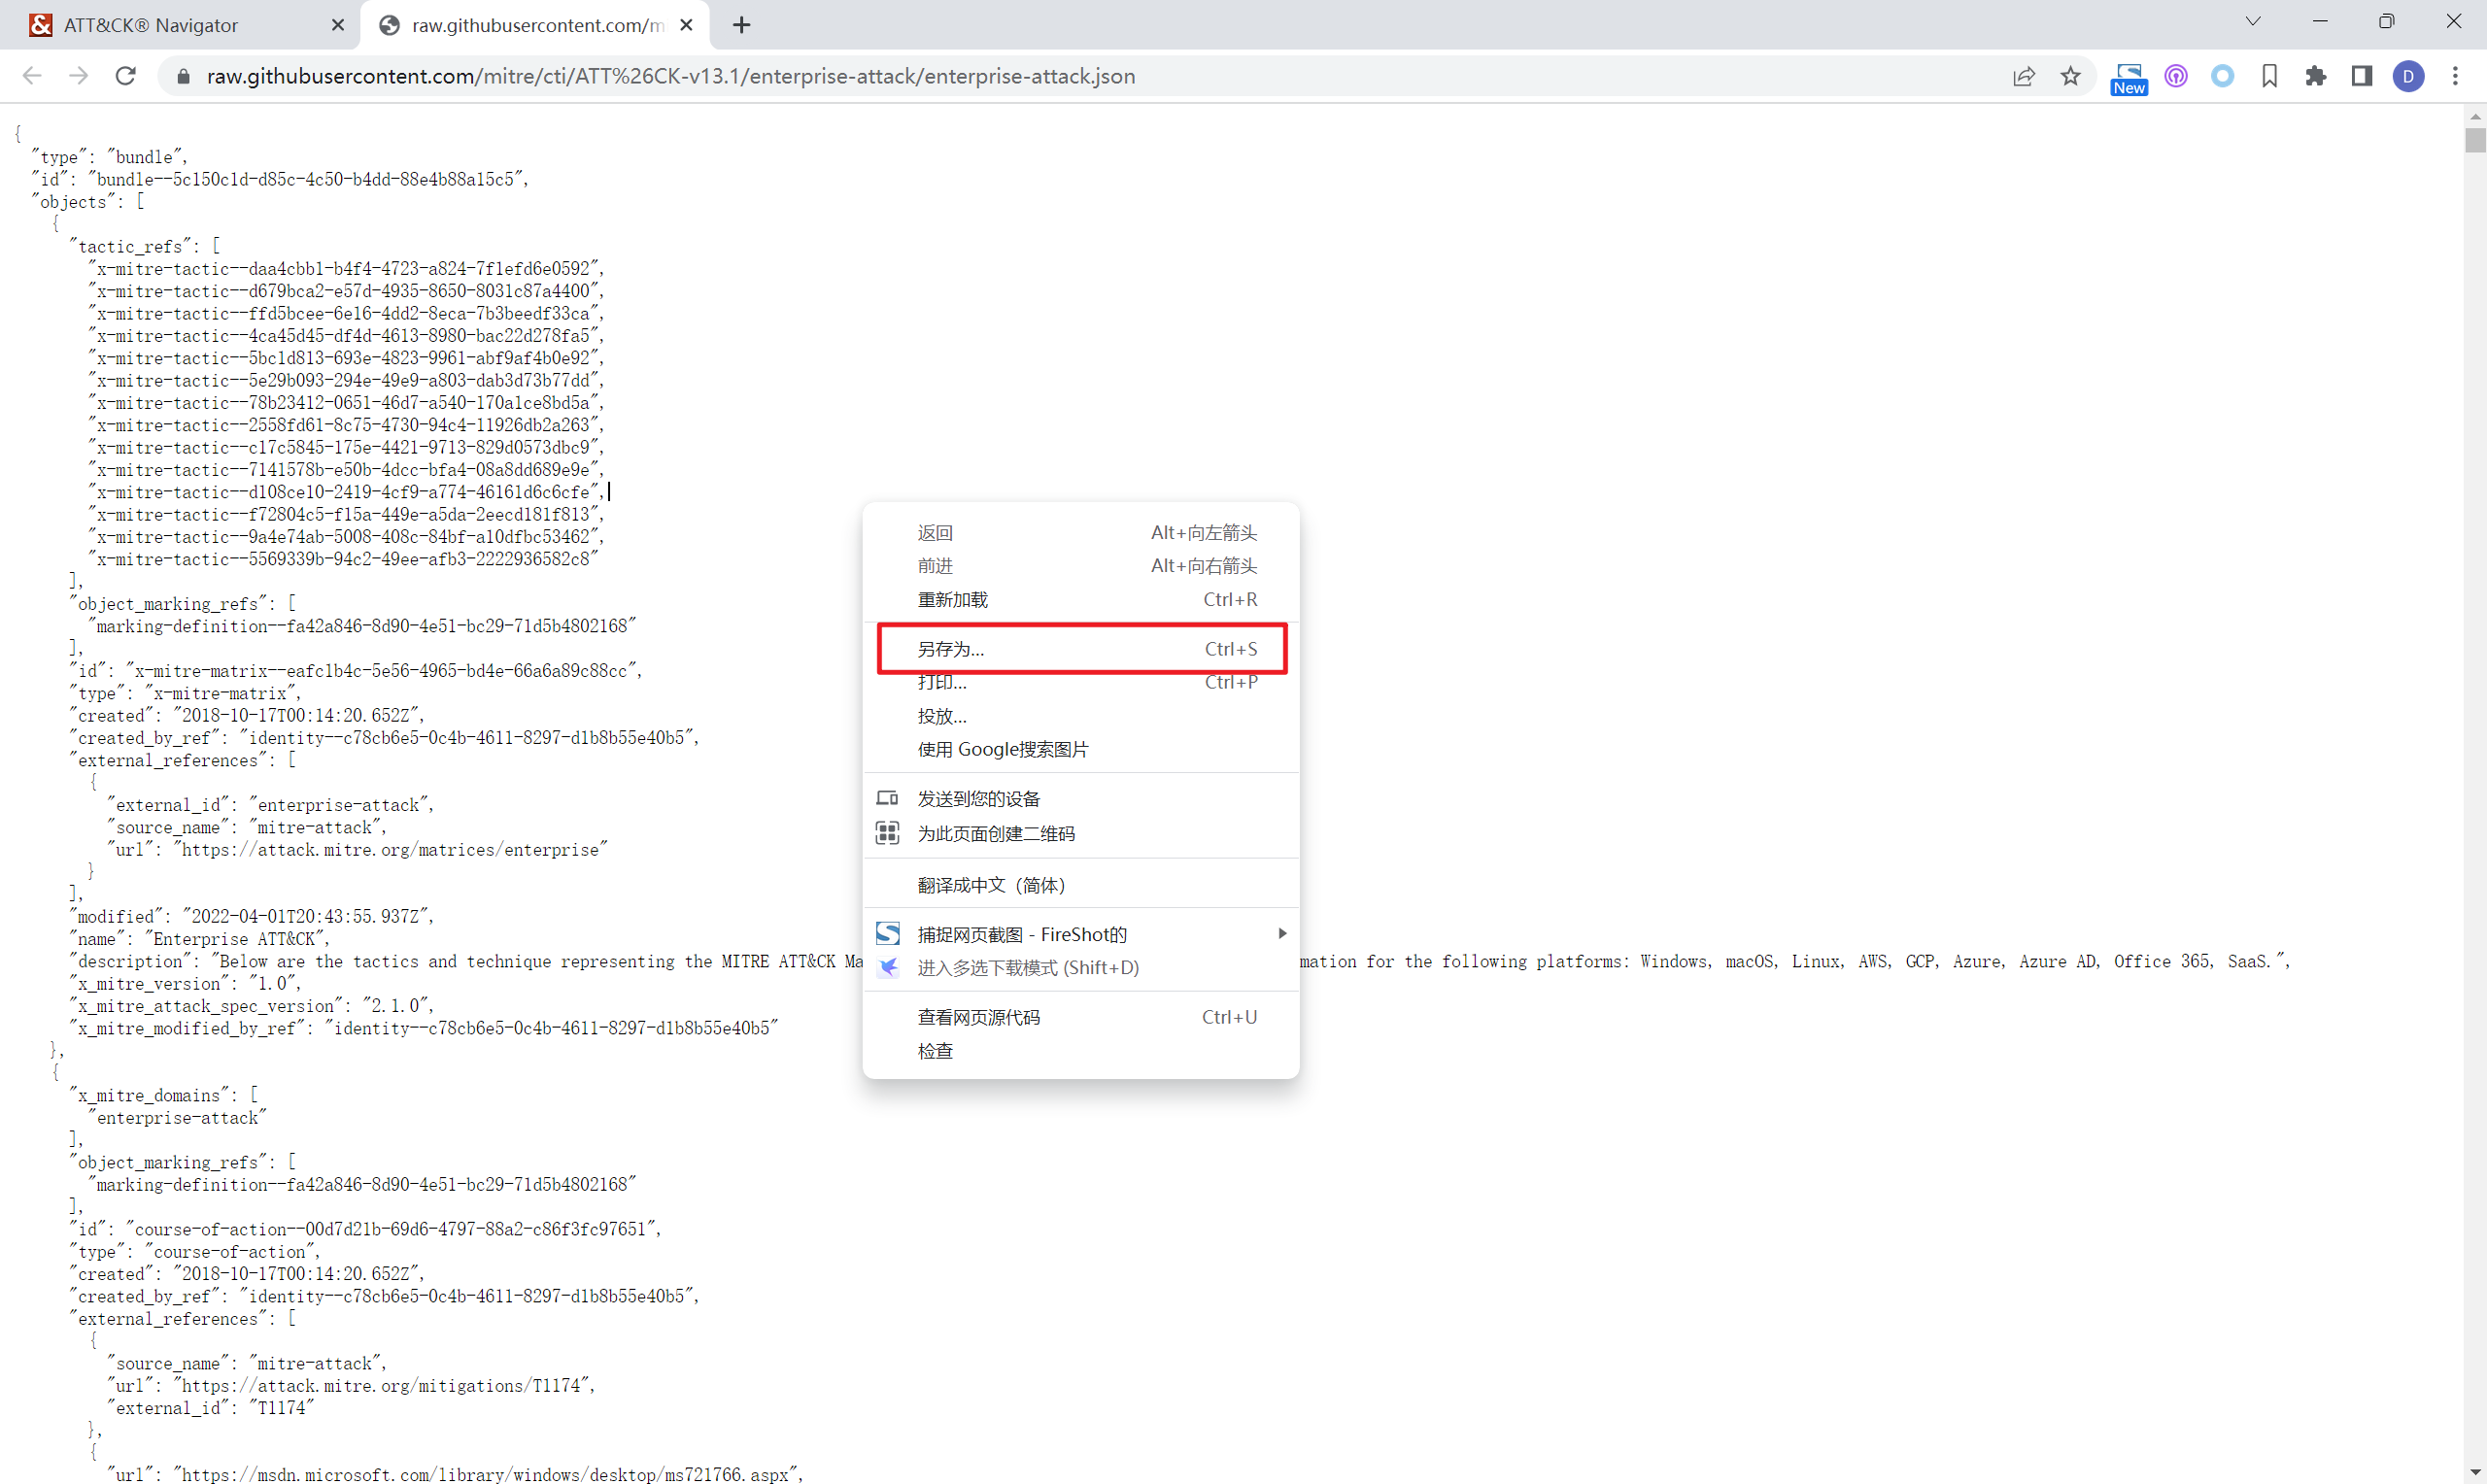 ATT&CK® Navigator
raw.githubusercontent.com/m
raw.githubusercontent.com/mitre/cti/ATT%26CK-v13.1/enterprise-attack/enterprise-attack.json
New
D
{
"type": "bundle",
"id": "bundle--5c150c1d-d85c-4c50-b4dd-88e4b88a15c5",
"objects": [
{
"tactic_refs": [
"x-mitre-tactic--daa4cbb1-b4f4-4723-a824-7f1efd6e0592",
"x-mitre-tactic--d679bca2-e57d-4935-8650-8031c87a4400",
"x-mitre-tactic--ffd5bcee-6e16-4dd2-8eca-7b3beedf33ca",
"x-mitre-tactic--4ca45d45-df4d-4613-8980-bac22d278fa5",
"x-mitre-tactic--5bc1d813-693e-4823-9961-abf9af4b0e92",
"x-mitre-tactic--5e29b093-294e-49e9-a803-dab3d73b77dd",
"x-mitre-tactic--78b23412-0651-46d7-a540-170a1ce8bd5a",
"x-mitre-tactic--2558fd61-8c75-4730-94c4-11926db2a263",
"x-mitre-tactic--c17c5845-175e-4421-9713-829d0573dbc9",
"x-mitre-tactic--7141578b-e50b-4dcc-bfa4-08a8dd689e9e",
"x-mitre-tactic--d108ce10-2419-4cf9-a774-46161d6c6cfe",
"x-mitre-tactic--f72804c5-f15a-449e-a5da-2eecd181f813",
"x-mitre-tactic--9a4e74ab-5008-408c-84bf-a10dfbc53462",
"x-mitre-tactic--5569339b-94c2-49ee-afb3-2222936582c8"
],
"object_marking_refs": [
"marking-definition--fa42a846-8d90-4e51-bc29-71d5b4802168"
],
"id": "x-mitre-matrix--eafc1b4c-5e56-4965-bd4e-66a6a89c88cc",
"type": "x-mitre-matrix",
"created": "2018-10-17T00:14:20.652Z",
"created_by_ref": "identity--c78cb6e5-0c4b-4611-8297-d1b8b55e40b5",
"external_references": [
{
"external_id": "enterprise-attack",
"source_name": "mitre-attack",
"url": "https://attack.mitre.org/matrices/enterprise"
}
],
"modified": "2022-04-01T20:43:55.937Z",
"name": "Enterprise ATT&CK",
"description": "Below are the tactics and technique representing the MITRE ATT&CK Ma mation for the following platforms: Windows, macOS, Linux, AWS, GCP, Azure, Azure AD, Office 365, SaaS.",
"x_mitre_version": "1.0",
"x_mitre_attack_spec_version": "2.1.0",
"x_mitre_modified_by_ref": "identity--c78cb6e5-0c4b-4611-8297-d1b8b55e40b5"
},
{
"x_mitre_domains": [
"enterprise-attack"
],
"object_marking_refs": [
"marking-definition--fa42a846-8d90-4e51-bc29-71d5b4802168"
],
"id": "course-of-action--00d7d21b-69d6-4797-88a2-c86f3fc97651",
"type": "course-of-action",
"created": "2018-10-17T00:14:20.652Z",
"created_by_ref": "identity--c78cb6e5-0c4b-4611-8297-d1b8b55e40b5",
"external_references": [
{
"source_name": "mitre-attack",
"url": "https://attack.mitre.org/mitigations/T1174",
"external_id": "T1174"
},
{
"url": "https://msdn.microsoft.com/library/windows/desktop/ms721766.aspx",
返回 Alt+向左箭头
前进 Alt+向右箭头
重新加载 Ctrl+R
另存为... Ctrl+S
打印... Ctrl+P
投放...
使用 Google搜索图片
发送到您的设备
为此页面创建二维码
翻译成中文（简体）
捕捉网页截图 - FireShot的
进入多选下载模式 (Shift+D)
查看网页源代码 Ctrl+U
检查